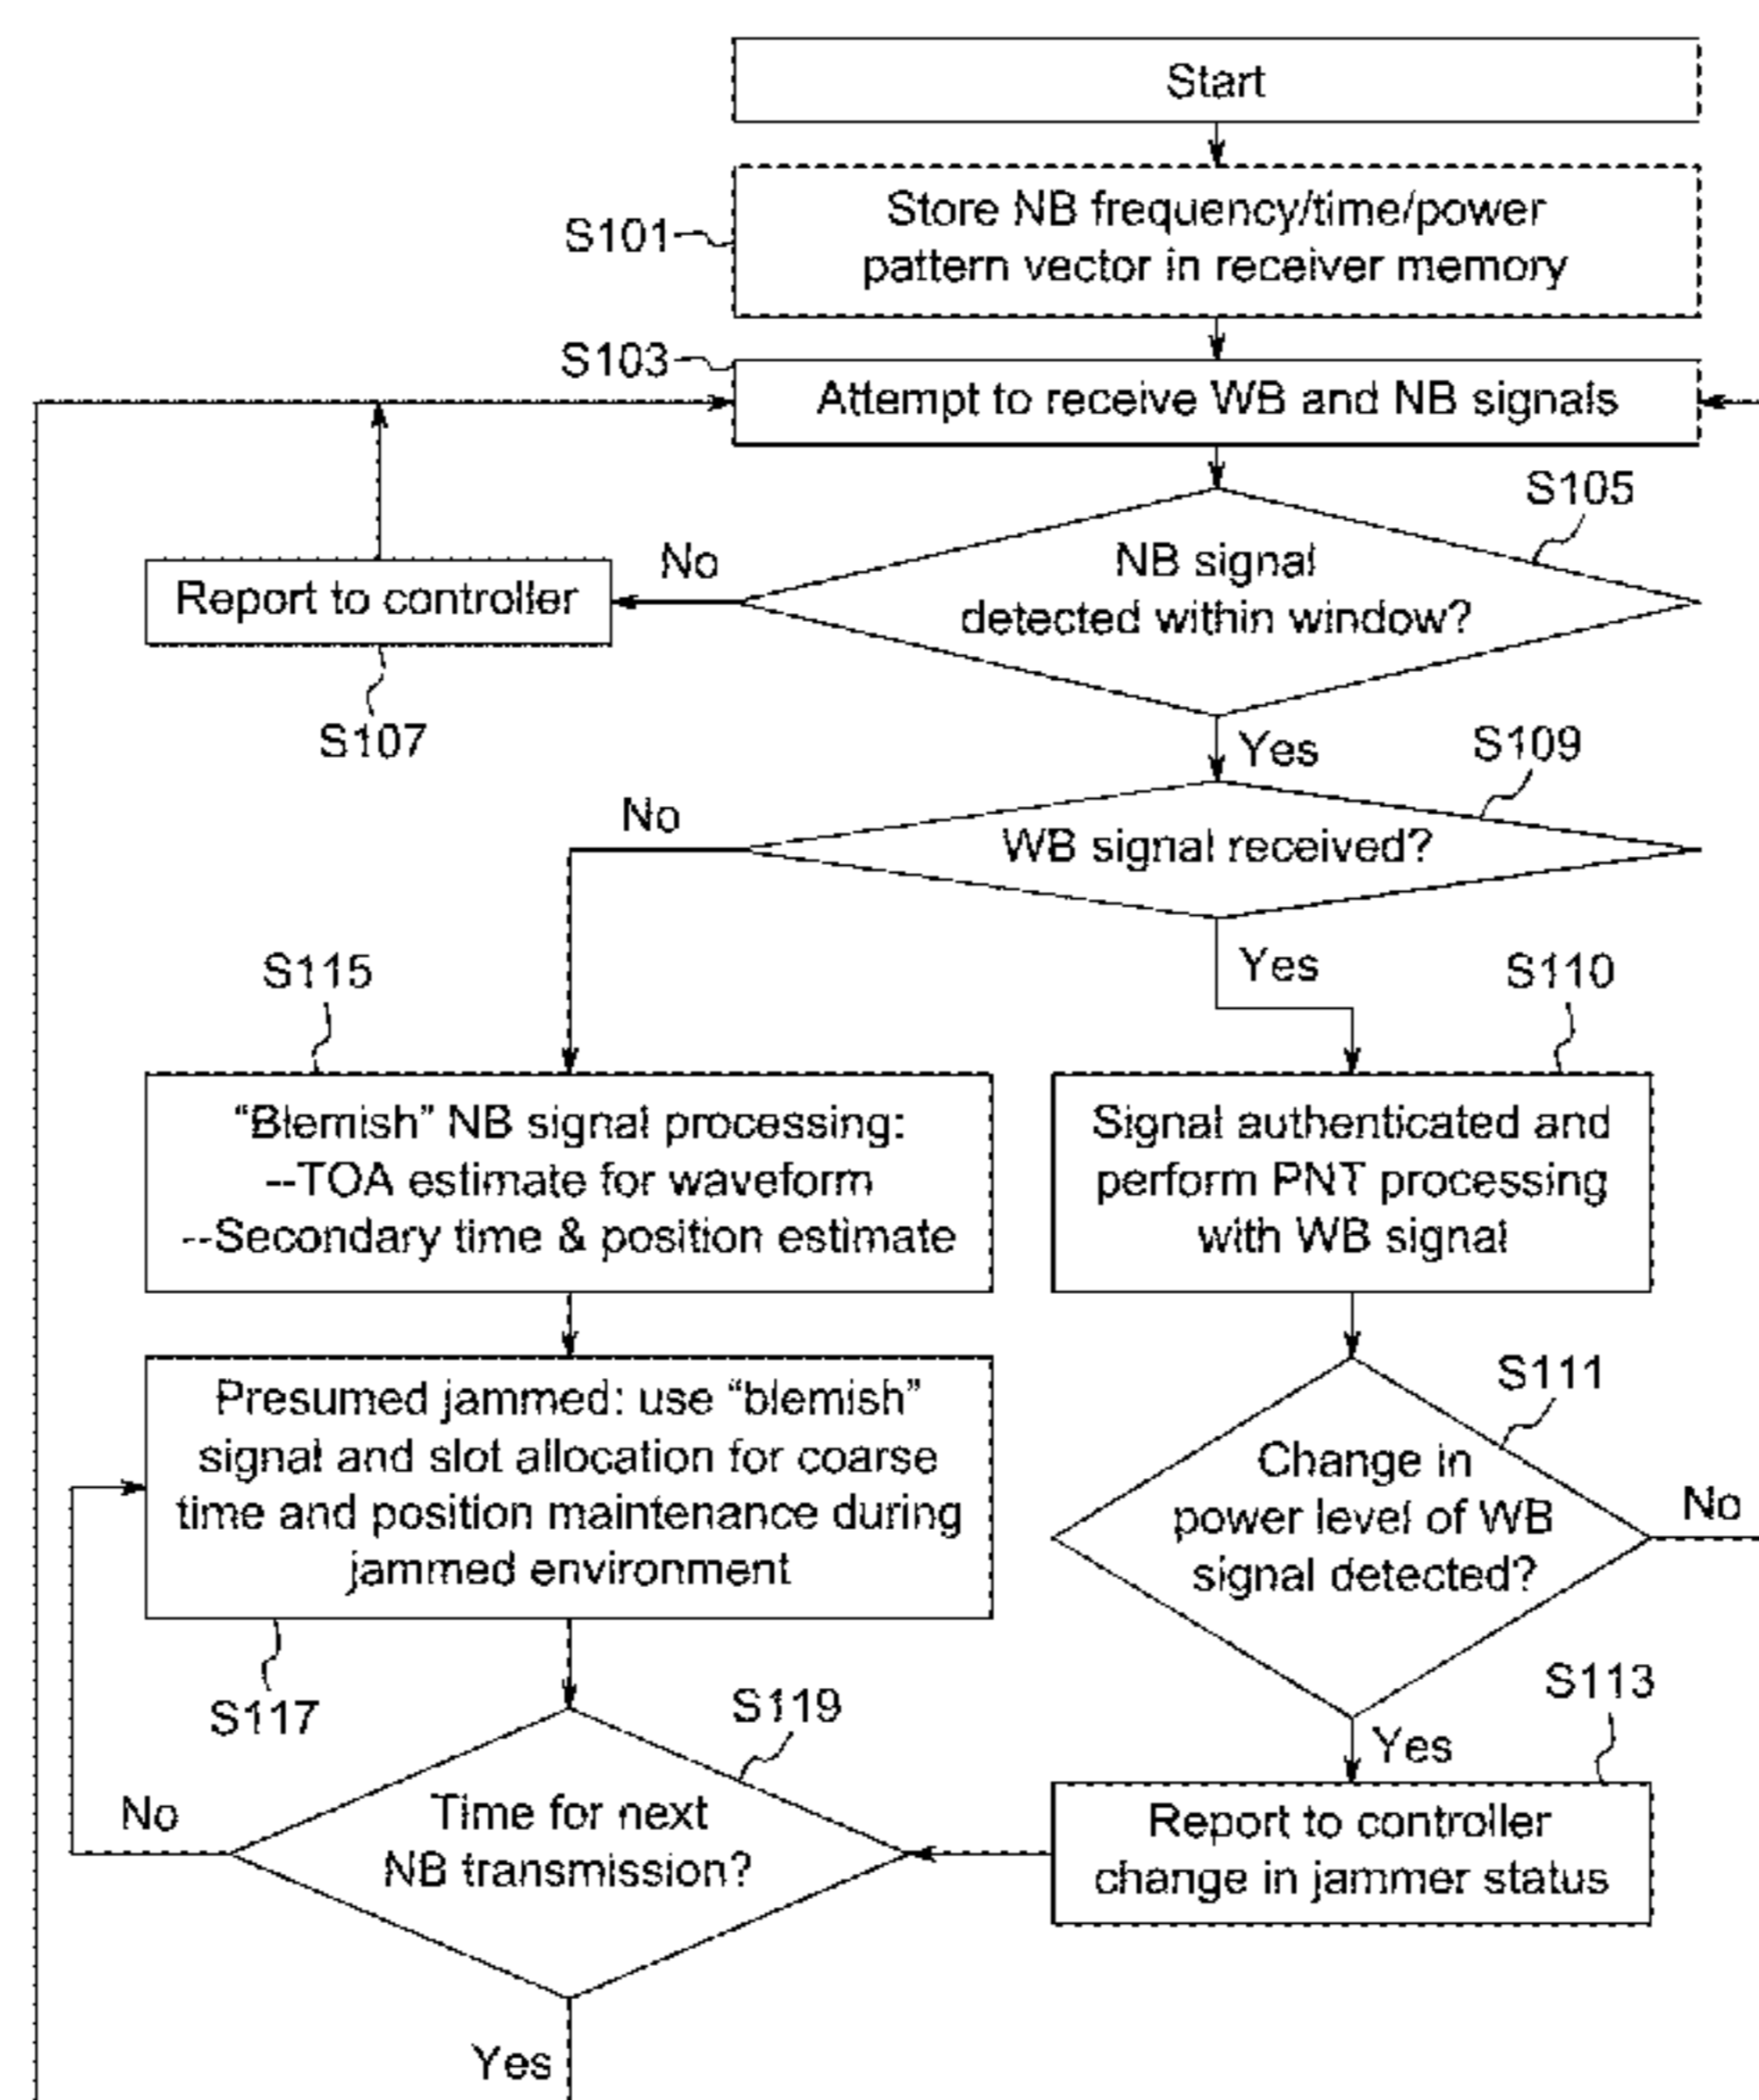 Start
S101
Store NB frequency/time/power
pattern vector in receiver memory
S103
Attempt to receive WB and NB signals
S105
NB signal
detected within window?
No
Report to controller
S107
Yes
S109
WB signal received?
No
Yes
S115
S110
"Blemish" NB signal processing:
--TOA estimate for waveform
--Secondary time & position estimate
Signal authenticated and
perform PNT processing
with WB signal
Presumed jammed: use "blemish"
signal and slot allocation for coarse
time and position maintenance during
jammed environment
S117
S111
Change in
power level of WB
signal detected?
No
Yes
S113
Report to controller
change in jammer status
S119
Time for next
NB transmission?
No
Yes